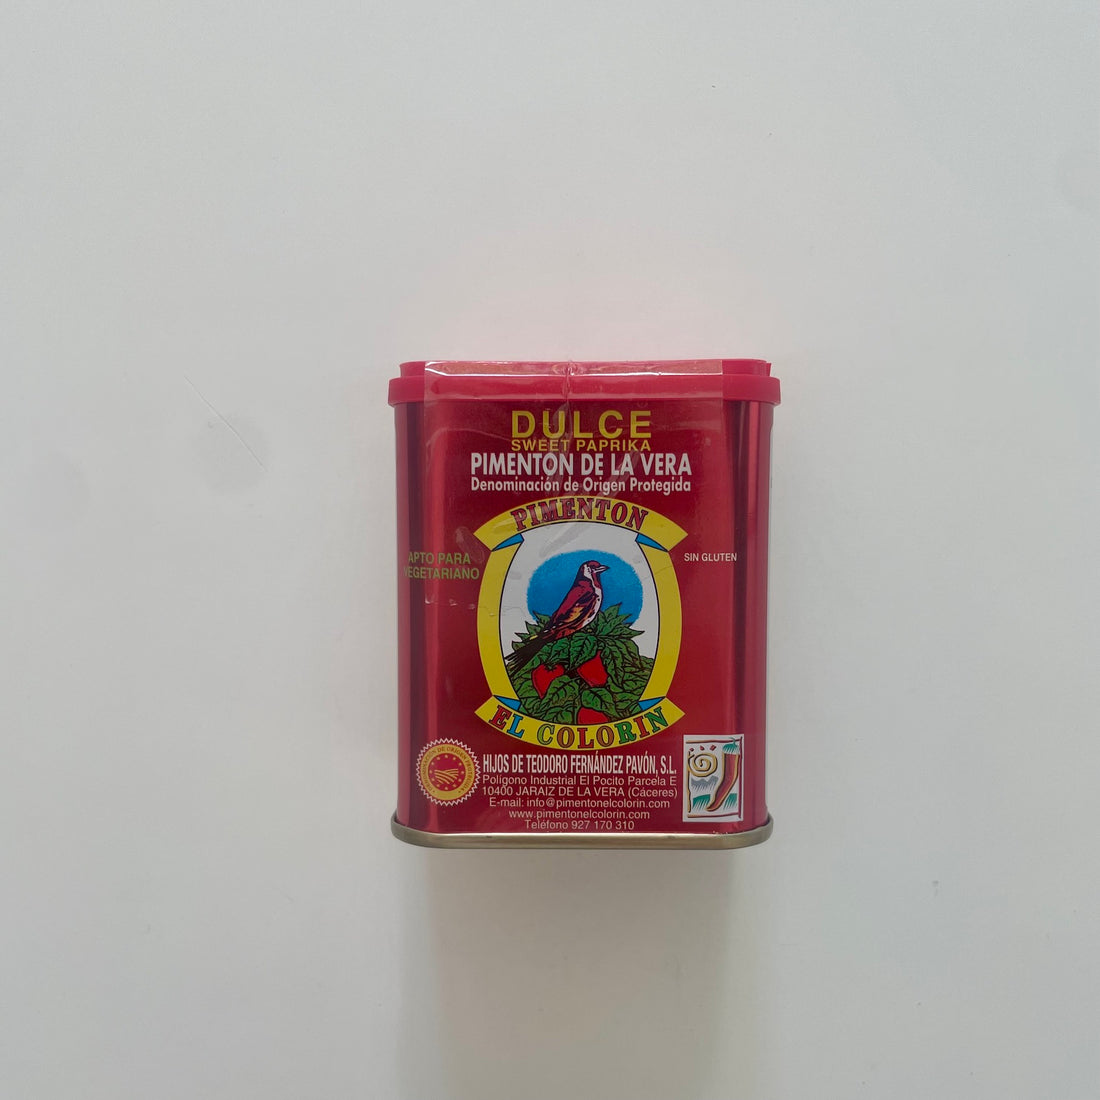 DULCE
SWEET PAPRIKA
PIMENTON DE LA VERA
Denominación de Origen Protegida
PIMENTON
APTO PARA
VEGETARIANO
SIN GLUTEN
EL COLORIN
HIJOS DE TEODORO FERNÁNDEZ PAVÓN, S.L.
Poligono Industrial El Pocito Parcela E
10400 JARAIZ DE LA VERA (Cáceres)
E-mail: info@pimentonelcolorin.com
www.pimentonelcolorin.com
Teléfono 927 170 310